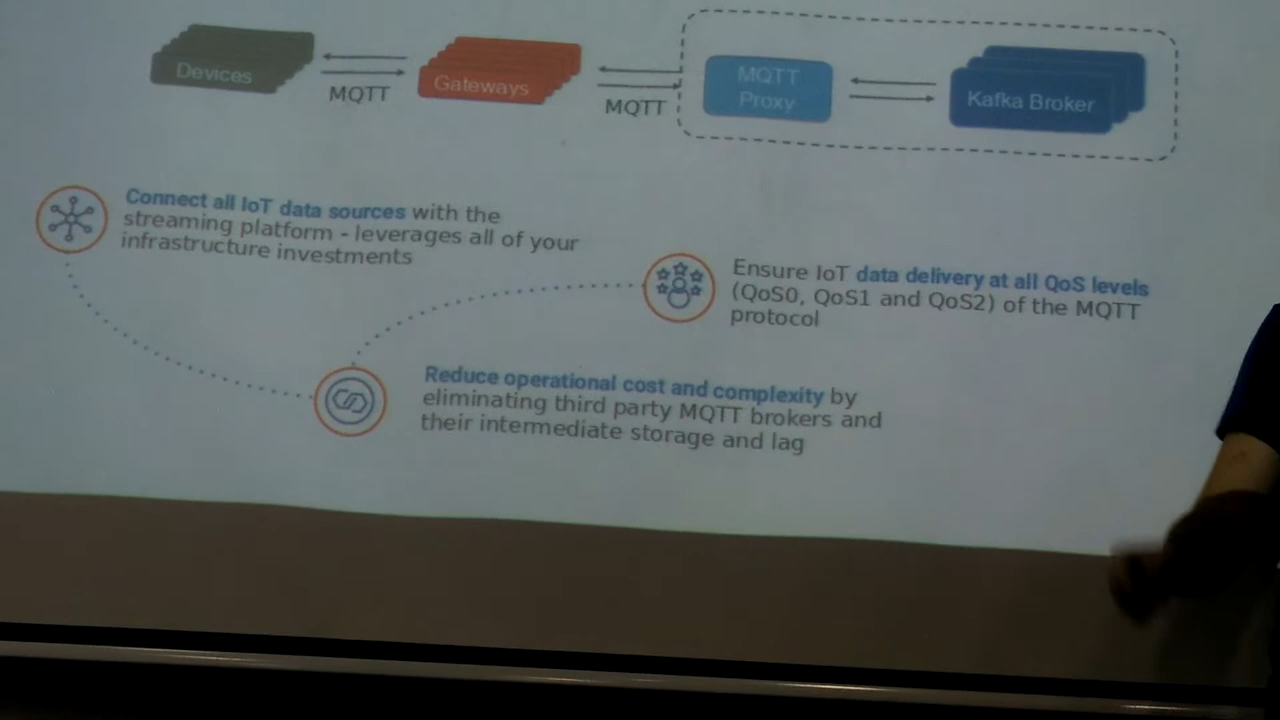 Devices
MQTT
Gateways
MQTT
MQTT
Proxy
Kafka Broker
Connect all IoT data sources with the
streaming platform - leverages all of your
infrastructure investments
Ensure IoT data delivery at all QoS levels
(QoS0, QoS1 and QoS2) of the MQTT
protocol
Reduce operational cost and complexity by
eliminating third party MQTT brokers and
their intermediate storage and lag